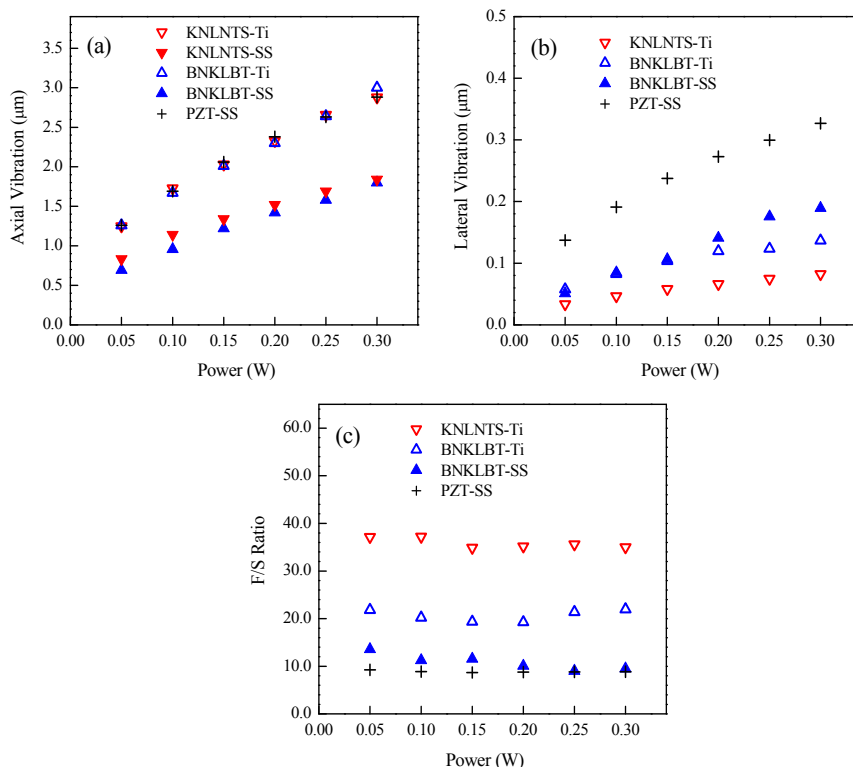 (a)
KNLNTS-Ti
KNLNTS-SS
BNKLBT-Ti
BNKLBT-SS
PZT-SS
Axial Vibration (μm)
3.5
3.0
2.5
2.0
1.5
1.0
0.5
0.0
0.00 0.05 0.10 0.15 0.20 0.25 0.30
Power (W)
(b)
KNLNTS-Ti
BNKLBT-Ti
BNKLBT-SS
PZT-SS
Lateral Vibration (μm)
0.5
0.4
0.3
0.2
0.1
0.0
0.00 0.05 0.10 0.15 0.20 0.25 0.30
Power (W)
(c)
KNLNTS-Ti
BNKLBT-Ti
BNKLBT-SS
PZT-SS
F/S Ratio
60.0
50.0
40.0
30.0
20.0
10.0
0.0
0.00 0.05 0.10 0.15 0.20 0.25 0.30
Power (W)